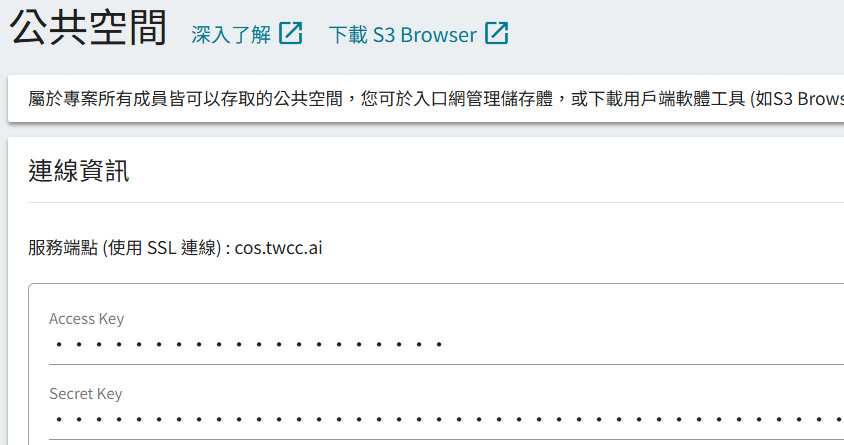 公共空間 深入了解 下載 S3 Browser
屬於專案所有成員皆可以存取的公共空間，您可於入口網管理儲存體，或下載用戶端軟體工具 (如S3 Brows
連線資訊
服務端點 (使用 SSL 連線) : cos.twcc.ai
Access Key
••••••••••••••••••••
Secret Key
••••••••••••••••••••••••••••••••••••••••